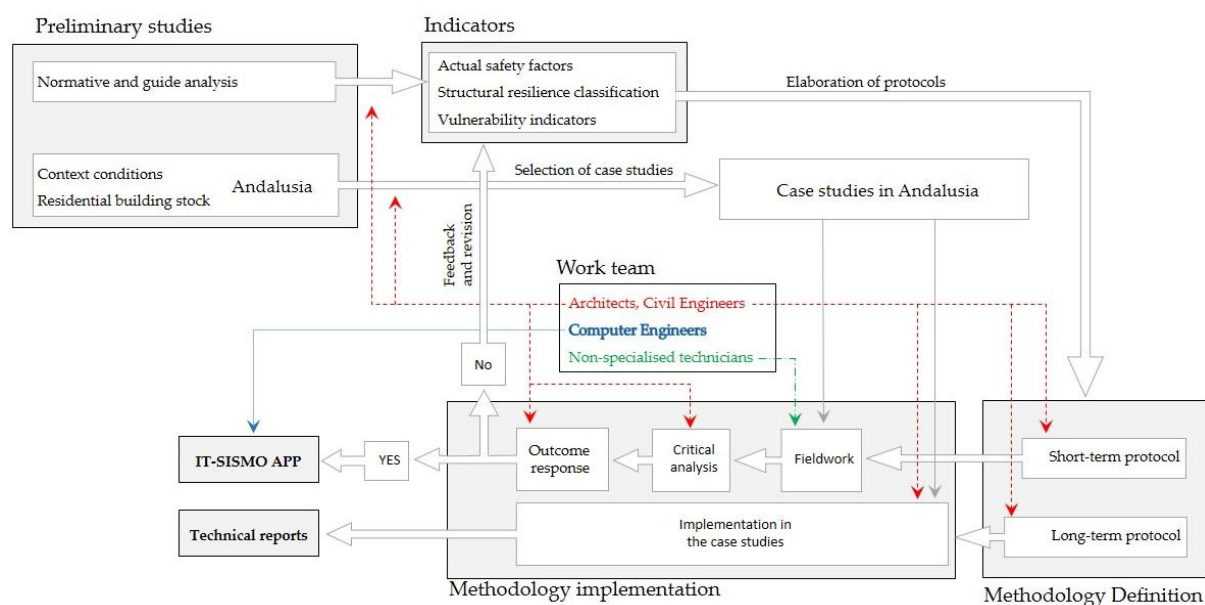 Preliminary studies
Indicators
Normative and guide analysis
Actual safety factors
Structural resilience classification
Vulnerability indicators
Elaboration of protocols
Context conditions
Residential building stock
Andalusia
Selection of case studies
Case studies in Andalusia
Feedback
and revision
Work team
Architects, Civil Engineers
Computer Engineers
Non-specialised technicians
No
IT-SISMO APP
YES
Outcome
response
Critical
analysis
Fieldwork
Short-term protocol
Technical reports
Implementation in
the case studies
Long-term protocol
Methodology implementation
Methodology Definition